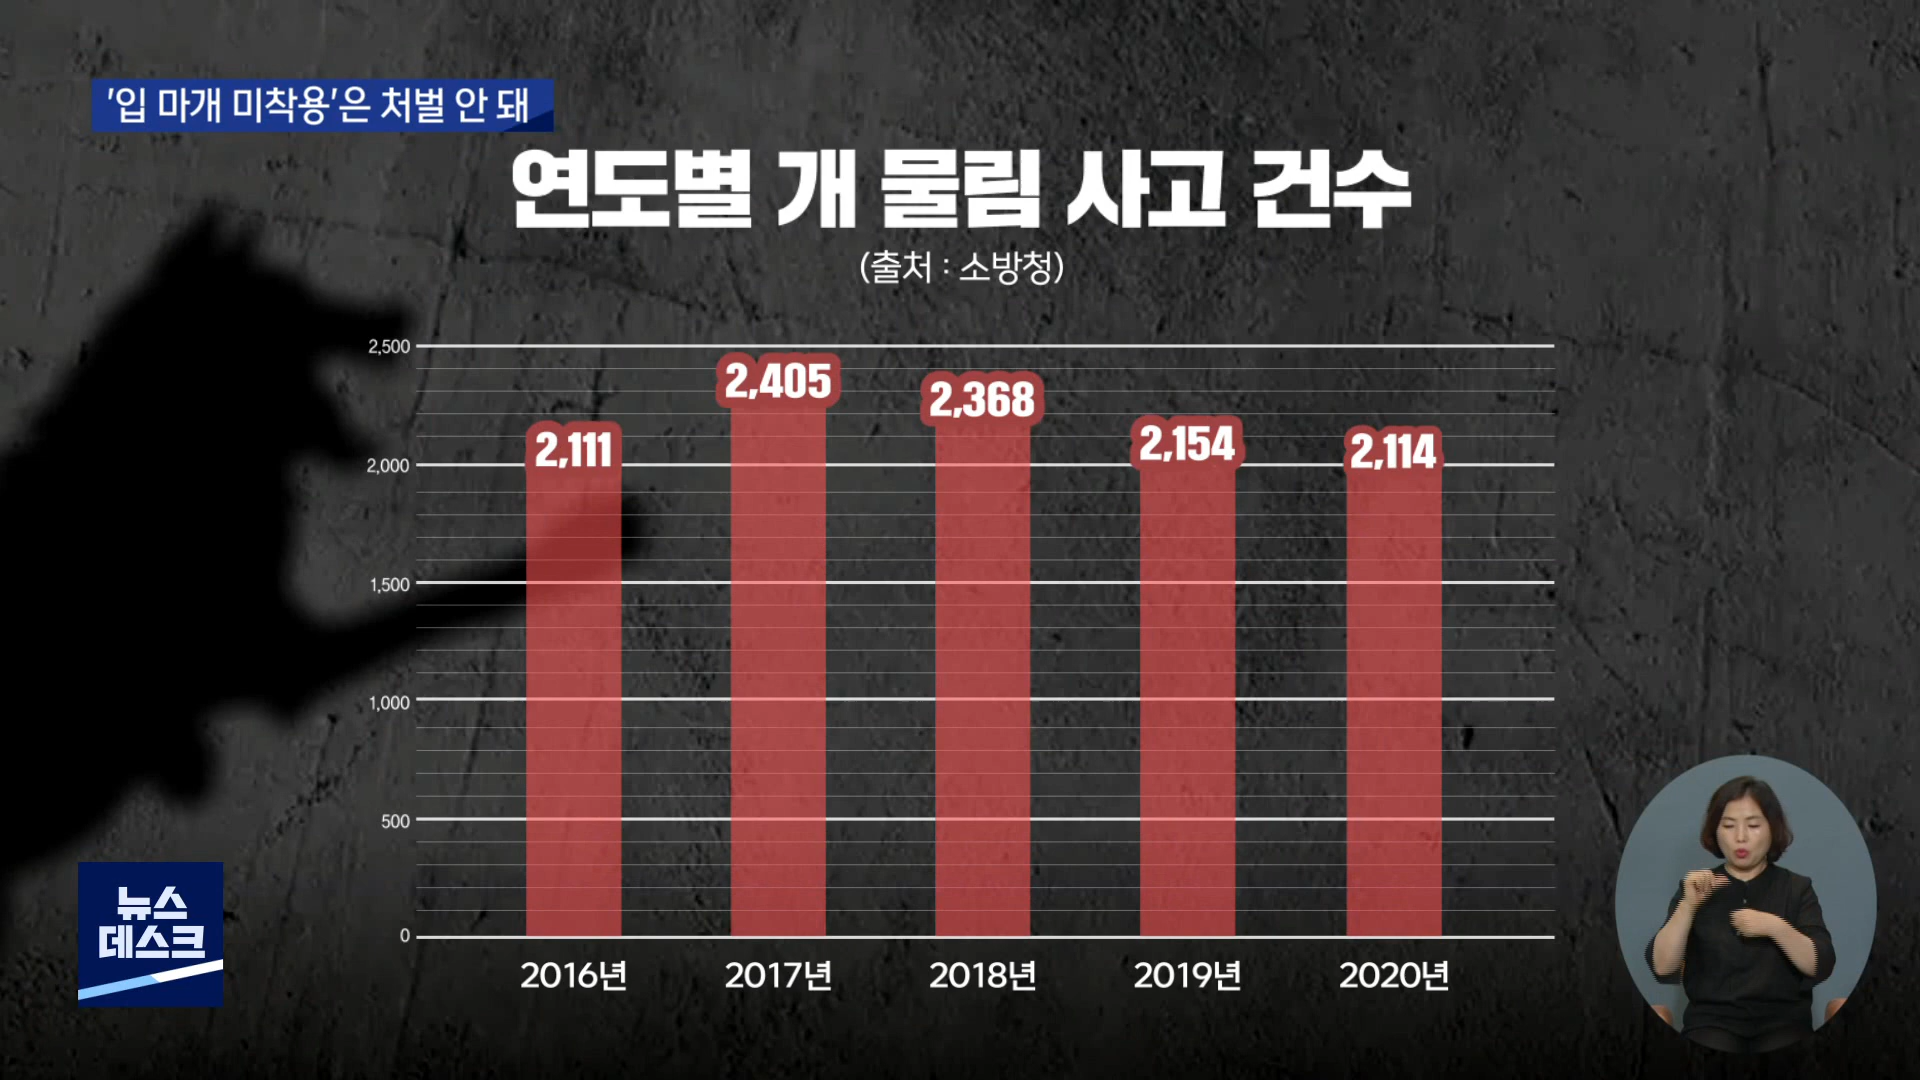 '입 마개 미착용'은 처벌 안 돼
연도별 개 물림 사고 건수
(출처 : 소방청)
2,500
2,000
1,500
1,000
500
0
2,111
2,405
2,368
2,154
2,114
2016년
2017년
2018년
2019년
2020년
뉴스
데스크